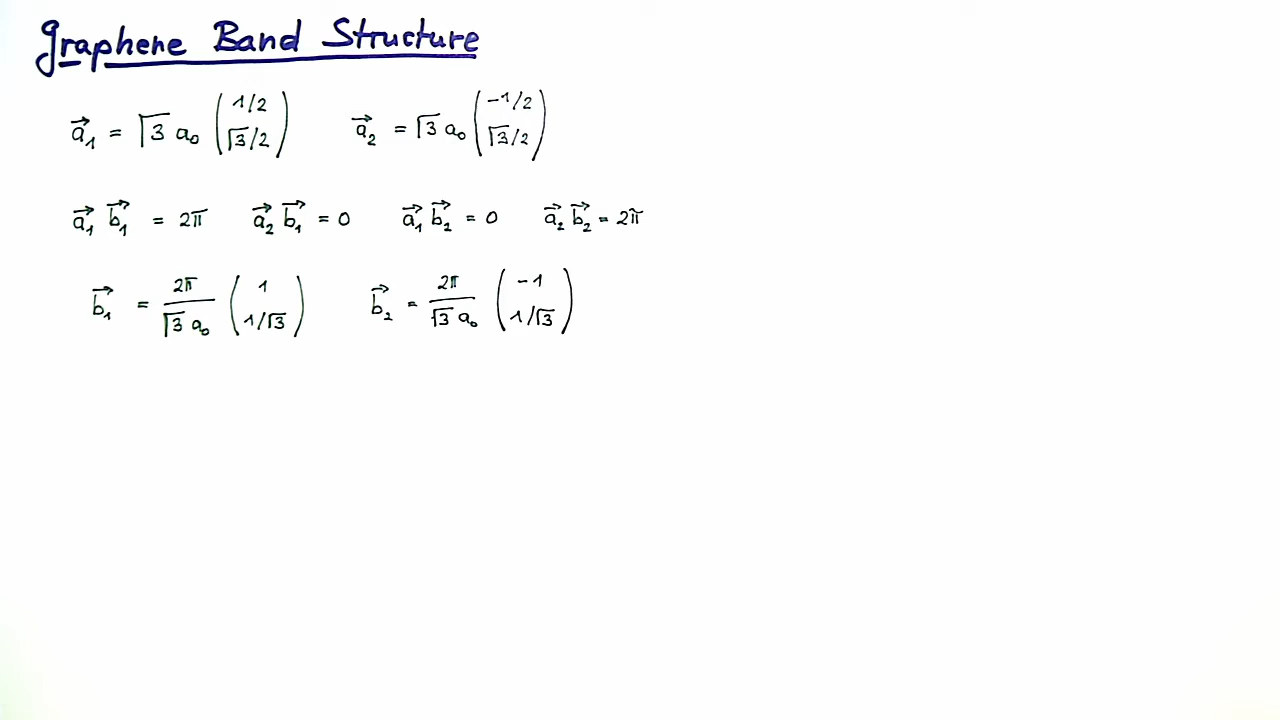 Graphene Band Structure
a⃗₁ = √3 a₀ (1/2 √3/2) a⃗₂ = √3 a₀ (-1/2 √3/2)
a⃗₁ b⃗₁ = 2π a⃗₂ b⃗₁ = 0 a⃗₁ b⃗₂ = 0 a⃗₂ b⃗₂ = 2π
b⃗₁ = 2π/√3 a₀ (1 1/√3) b⃗₂ = 2π/√3 a₀ (-1 1/√3)